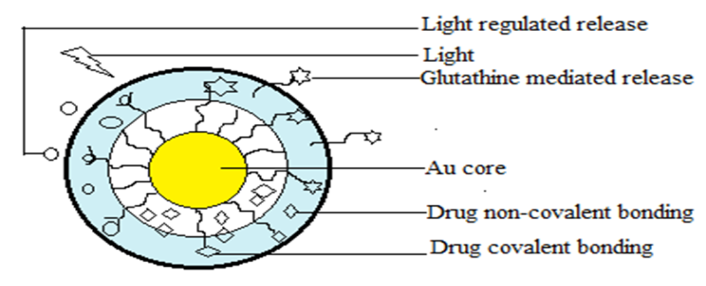 Light regulated release
Light
Glutathine mediated release
Au core
Drug non-covalent bonding
Drug covalent bonding